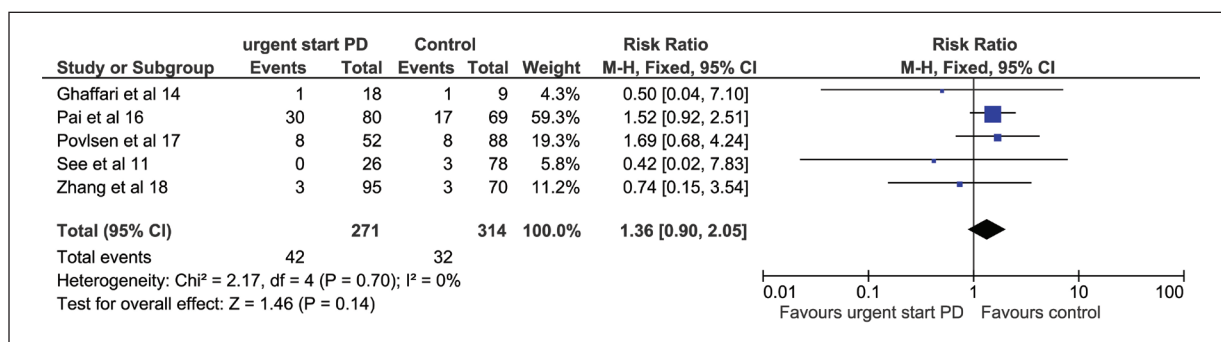 urgent start PD Control Risk Ratio Risk Ratio
Study or Subgroup Events Total Events Total Weight M-H, Fixed, 95% CI M-H, Fixed, 95% CI
Ghaffari et al 14 1 18 1 9 4.3% 0.50 [0.04, 7.10]
Pai et al 16 30 80 17 69 59.3% 1.52 [0.92, 2.51]
Povlsen et al 17 8 52 8 88 19.3% 1.69 [0.68, 4.24]
See et al 11 0 26 3 78 5.8% 0.42 [0.02, 7.83]
Zhang et al 18 3 95 3 70 11.2% 0.74 [0.15, 3.54]
Total (95% CI) 271 314 100.0% 1.36 [0.90, 2.05]
Total events 42 32
Heterogeneity: Chi² = 2.17, df = 4 (P = 0.70); I² = 0%
Test for overall effect: Z = 1.46 (P = 0.14)
0.01 0.1 1 10 100
Favours urgent start PD Favours control